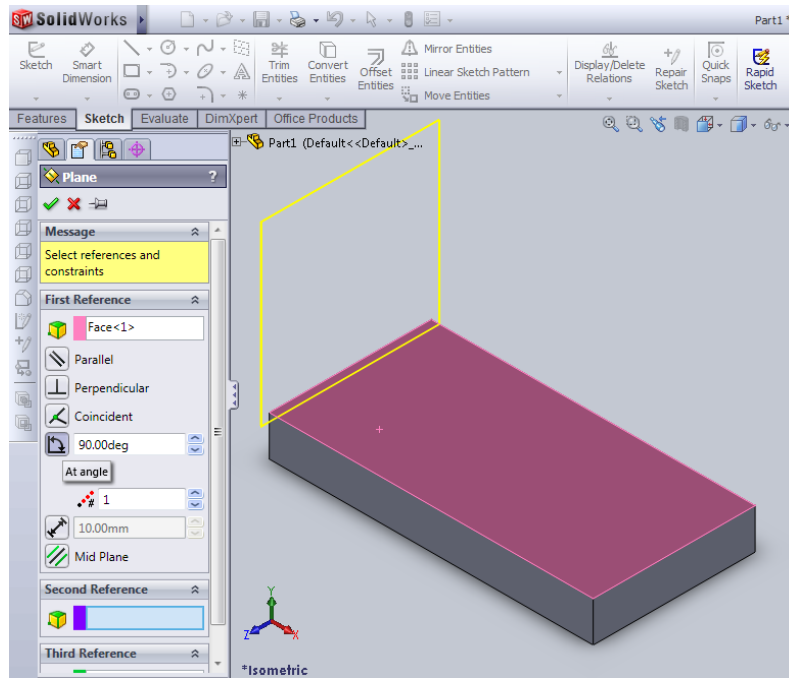 SolidWorks
Part1 *
Sketch
Smart Dimension
Trim Entities
Convert Entities
Offset Entities
Mirror Entities
Linear Sketch Pattern
Move Entities
Display/Delete Relations
Repair Sketch
Quick Snaps
Rapid Sketch
Features Sketch Evaluate DimXpert Office Products
Part1 (Default<<Default>_...
Plane ?
Message
Select references and
constraints
First Reference
Face<1>
Parallel
Perpendicular
Coincident
90.00deg
At angle
# 1
10.00mm
Mid Plane
Second Reference
Third Reference
Y
Z X
*Isometric